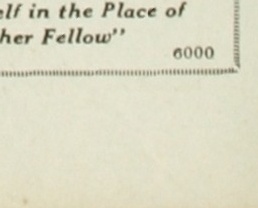 elf in the Place of
her Fellow"
6000